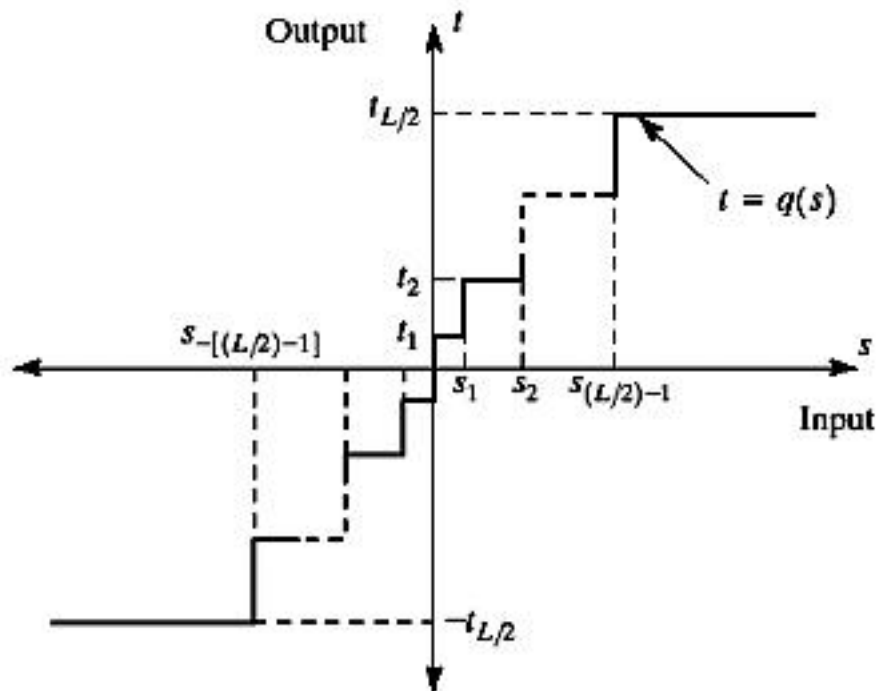 Output
t
t_{L/2}
t = q(s)
t_2
t_1
s_{-[(L/2)-1]}
s
s_1
s_2
s_{(L/2)-1}
Input
-t_{L/2}